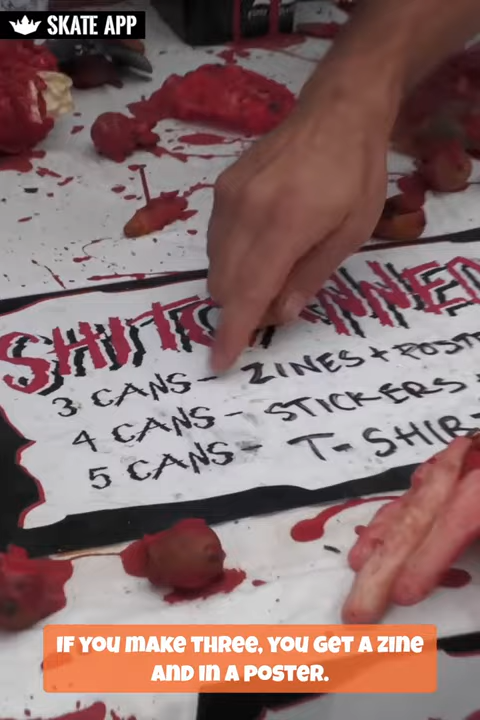 SKATE APP
3 CANS- ZINES + POSTE
4 CANS- STICKERS +
5 CANS- T-SHIR
IF YOU MAKE THREE, YOU GET A ZINE
AND IN A POSTER.